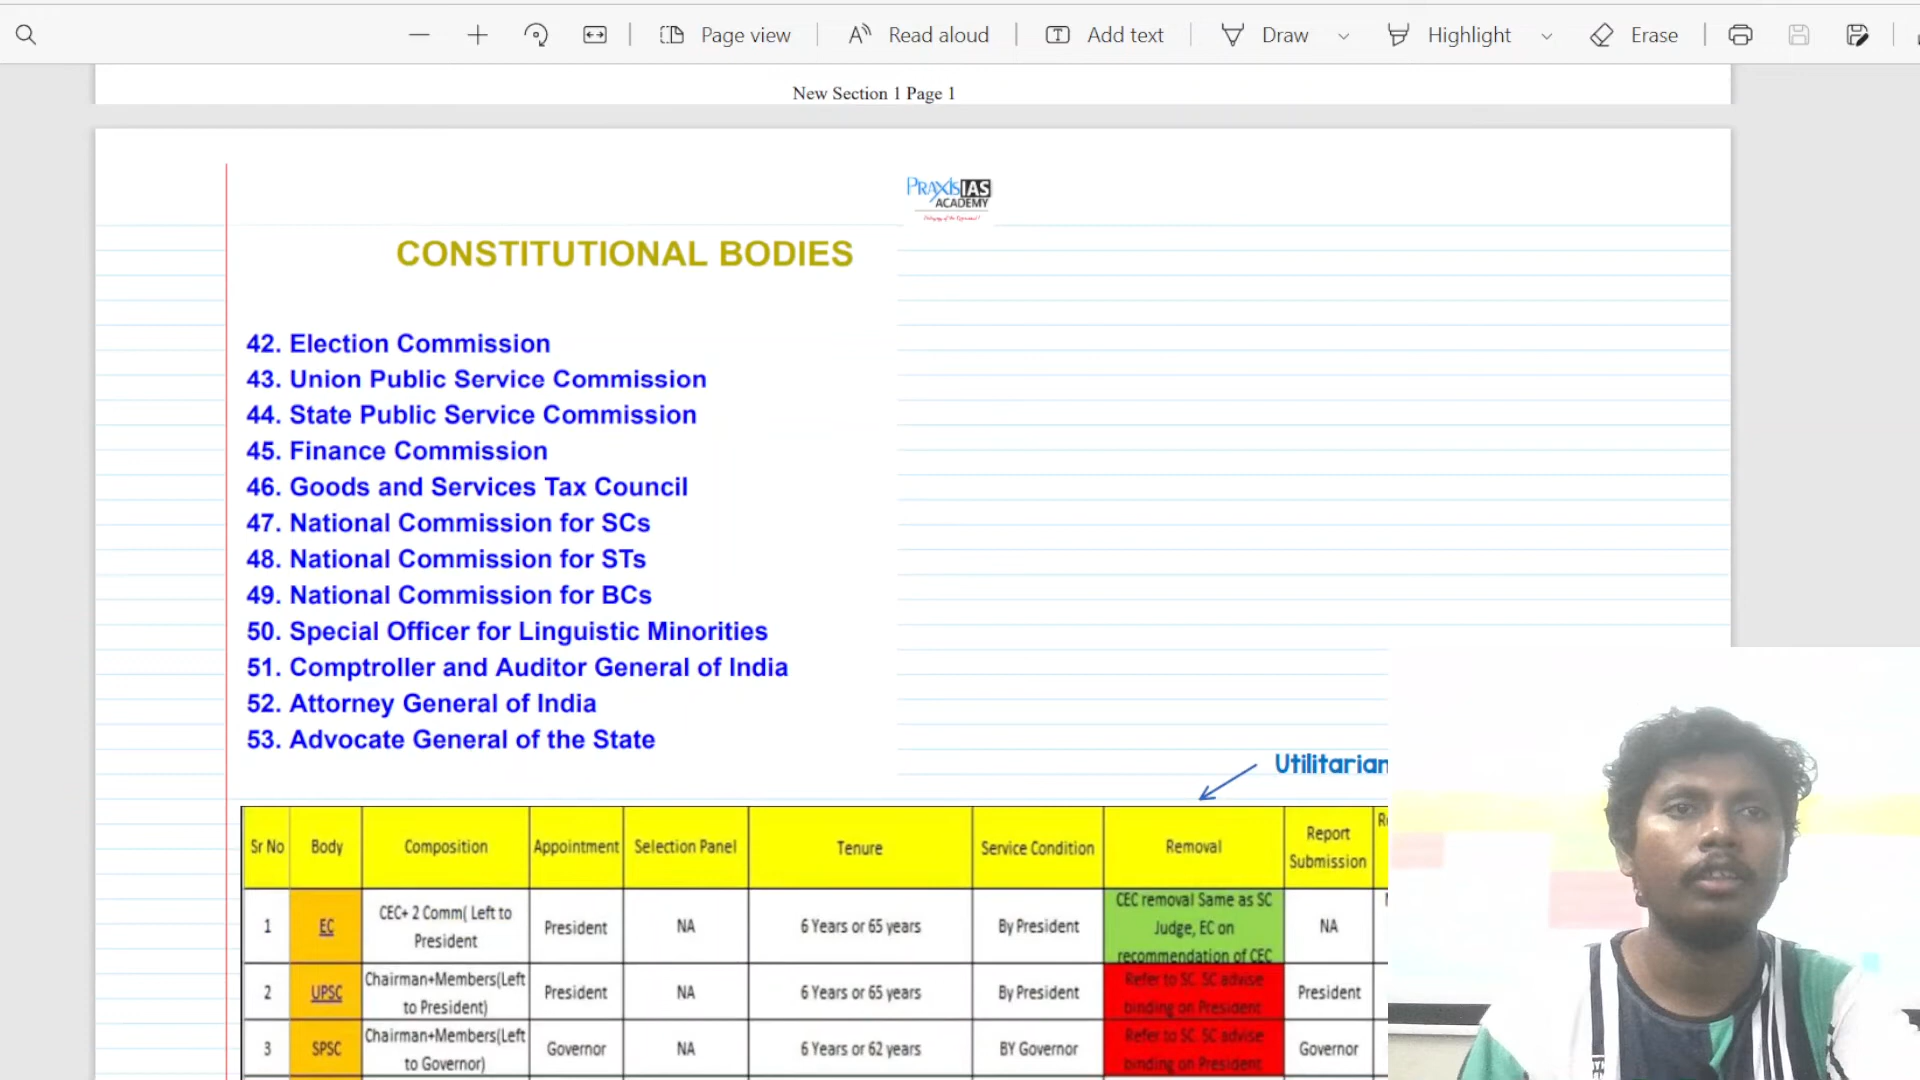 Page view
Read aloud
Add text
Draw
Highlight
Erase
New Section 1 Page 1
PRAXIS IAS
ACADEMY
CONSTITUTIONAL BODIES
42. Election Commission
43. Union Public Service Commission
44. State Public Service Commission
45. Finance Commission
46. Goods and Services Tax Council
47. National Commission for SCs
48. National Commission for STs
49. National Commission for BCs
50. Special Officer for Linguistic Minorities
51. Comptroller and Auditor General of India
52. Attorney General of India
53. Advocate General of the State
Utilitarian
Sr No Body Composition Appointment Selection Panel Tenure Service Condition Removal Report Submission
1 EC CEC+ 2 Comm( Left to President President NA 6 Years or 65 years By President CEC removal Same as SC Judge, EC on recommendation of CEC NA
2 UPSC Chairman+Members(Left to President) President NA 6 Years or 65 years By President Refer to SC. SC advise binding on President President
3 SPSC Chairman+Members(Left to Governor) Governor NA 6 Years or 62 years BY Governor Refer to SC. SC advise binding on President Governor